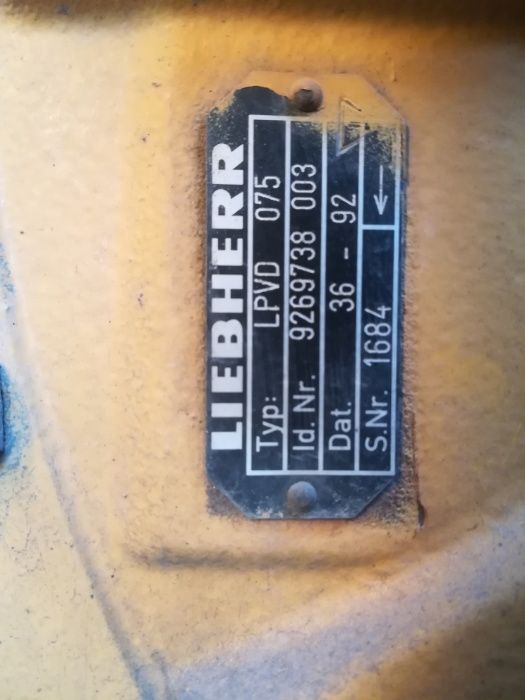 LIEBHERR
Typ: LPVD 075
Id. Nr. 9269738 003
Dat. 36 - 92
S.Nr. 1684 ←